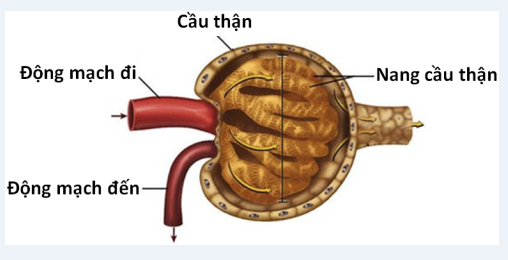 Cầu thận
Động mạch đi
Nang cầu thận
Động mạch đến